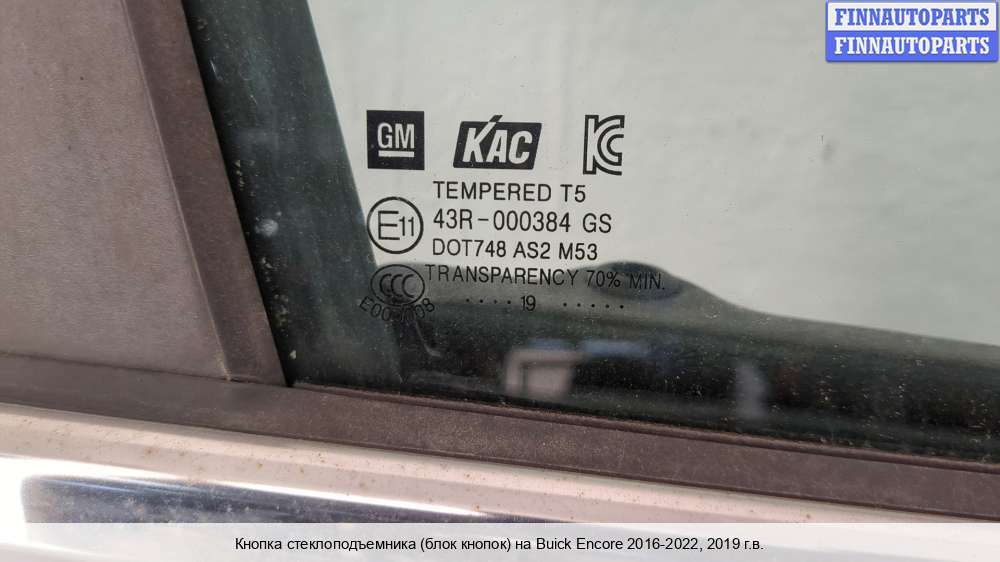 FINNAUTOPARTS
FINNAUTOPARTS
GM KAC KC
TEMPERED T5
E11 43R-000384 GS
DOT748 AS2 M53
CCC TRANSPARENCY 70% MIN.
.... 19 .....
Кнопка стеклоподъемника (блок кнопок) на Buick Encore 2016-2022, 2019 г.в.